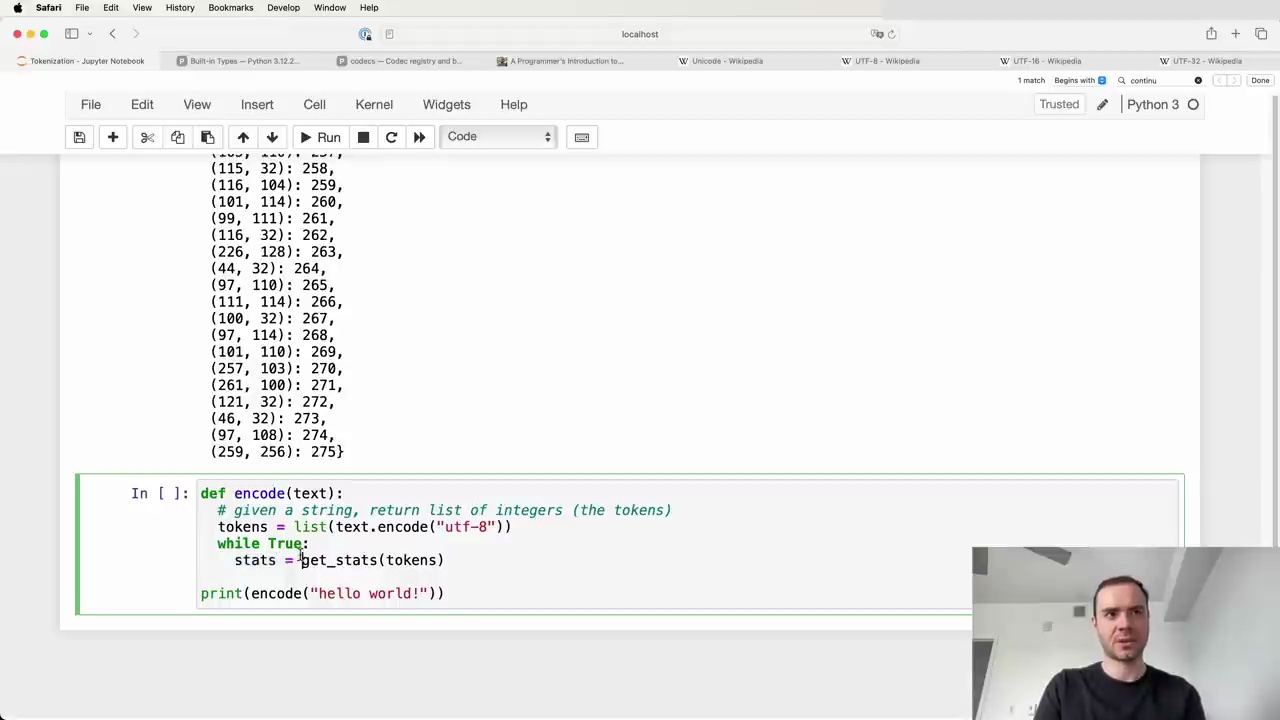 Safari File Edit View History Bookmarks Develop Window Help
localhost
Tokenization - Jupyter Notebook
Built-in Types — Python 3.12.2...
codecs — Codec registry and b...
A Programmer's Introduction to...
Unicode - Wikipedia
UTF-8 - Wikipedia
UTF-16 - Wikipedia
UTF-32 - Wikipedia
1 match Begins with continu Done
File Edit View Insert Cell Kernel Widgets Help
Trusted Python 3
Run Code
(115, 32): 258,
(116, 104): 259,
(101, 114): 260,
(99, 111): 261,
(116, 32): 262,
(226, 128): 263,
(44, 32): 264,
(97, 110): 265,
(111, 114): 266,
(100, 32): 267,
(97, 114): 268,
(101, 110): 269,
(257, 103): 270,
(261, 100): 271,
(121, 32): 272,
(46, 32): 273,
(97, 108): 274,
(259, 256): 275}
In [ ]: def encode(text):
# given a string, return list of integers (the tokens)
tokens = list(text.encode("utf-8"))
while True:
stats = get_stats(tokens)
print(encode("hello world!"))